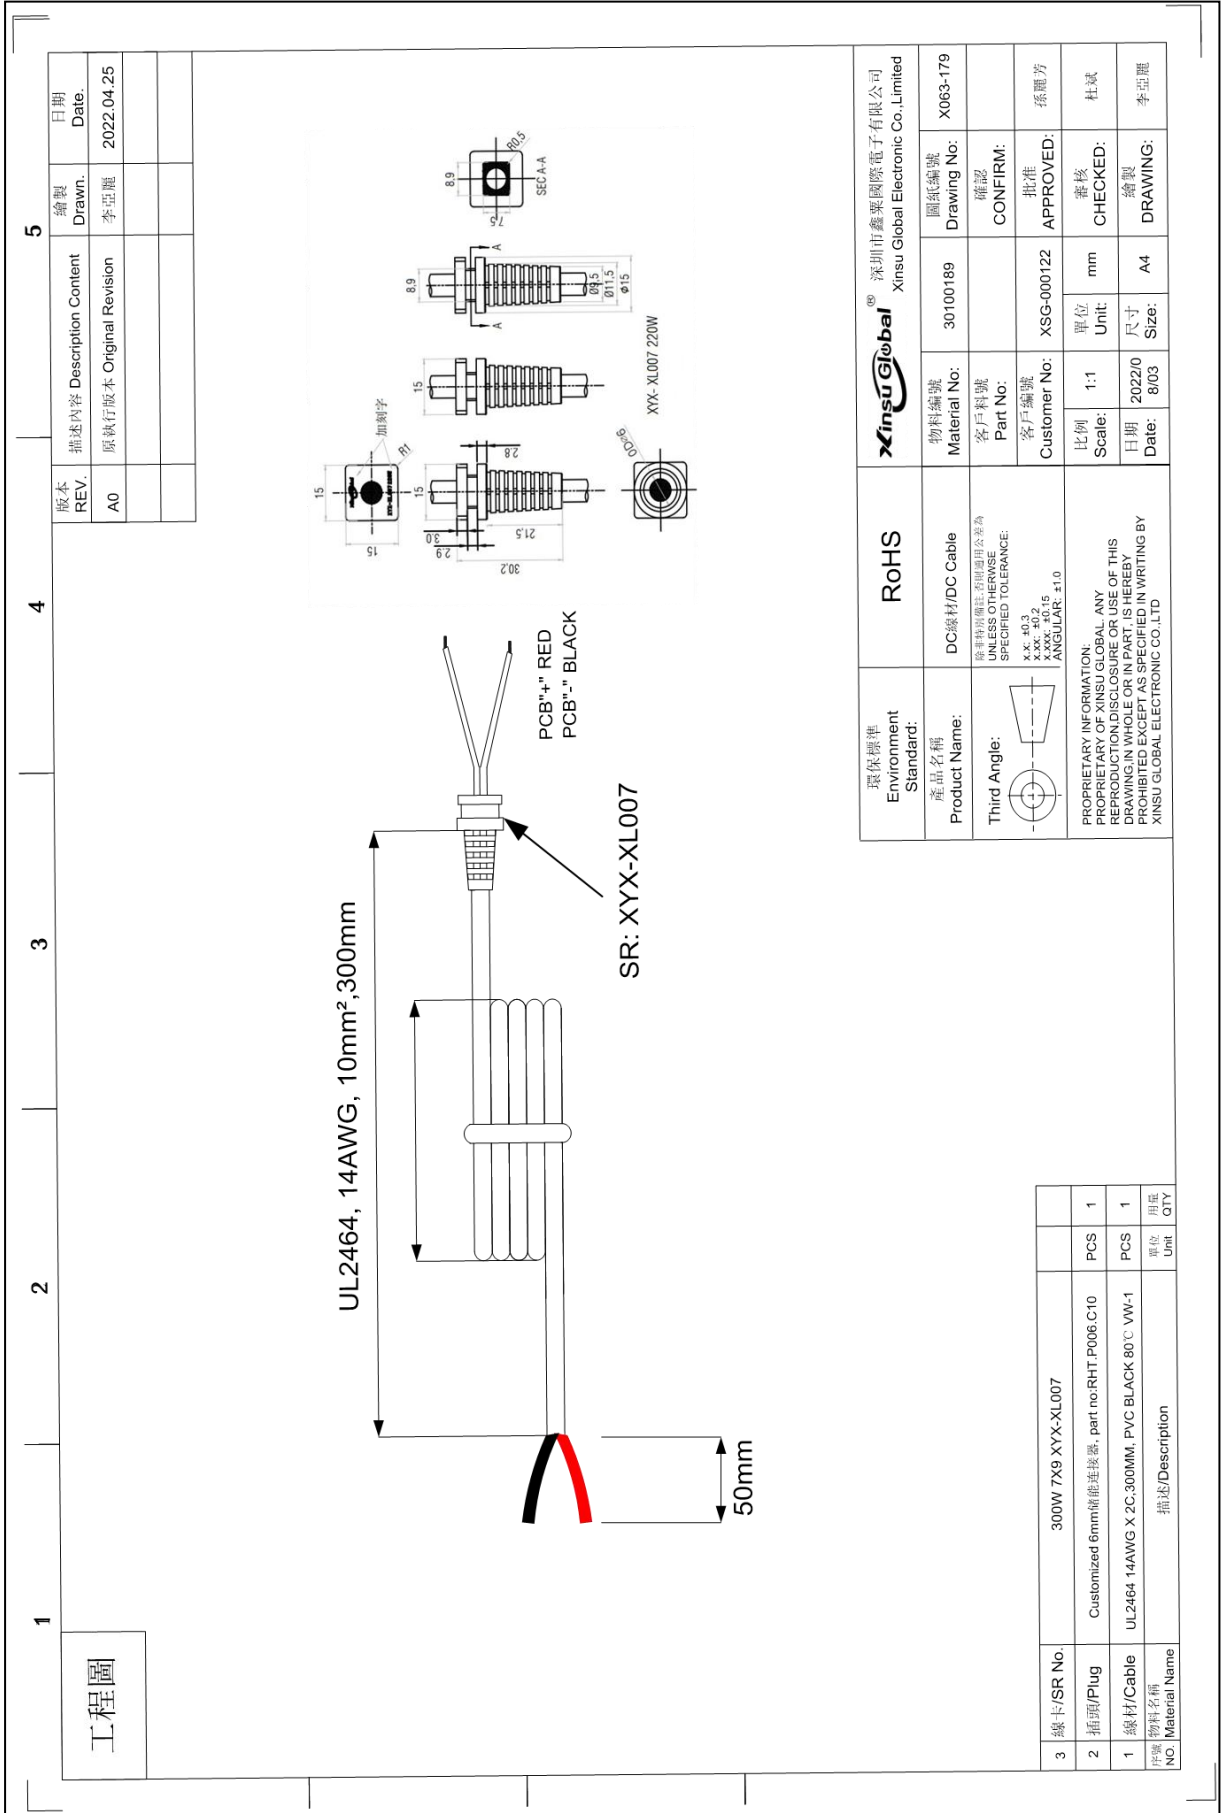 工程圖
1
2
3
4
5
版本 REV.
描述内容 Description Content
繪製 Drawn.
日期 Date.
A0
原執行版本 Original Revision
李亞麗
2022.04.25
UL2464, 14AWG, 10mm²,300mm
50mm
SR: XYX-XL007
PCB"+" RED
PCB"-" BLACK
15
15
加刻字
R1
15
3.0
2.9
2.8
21,5
30,2
15
8,9
A
A
Ø9,5
Ø11,5
Φ15
8,9
7,5
R0,5
SEC A-A
ODø6
XYX- XL007 220W
3
線卡/SR No.
300W 7X9 XYX-XL007
2
插頭/Plug
Customized 6mm储能连接器, part no:RHT.P006.C10
PCS
1
1
線材/Cable
UL2464 14AWG X 2C,300MM, PVC BLACK 80℃ VW-1
PCS
1
序號 NO.
物料名稱 Material Name
描述/Description
單位 Unit
用量 QTY
環保標準
Environment
Standard:
RoHS
Xinsu Global®
深圳市鑫粟國際電子有限公司
Xinsu Global Electronic Co.,Limited
產品名稱
Product Name:
DC線材/DC Cable
物料編號
Material No:
30100189
圖紙編號
Drawing No:
X063-179
Third Angle:
除非特別備註,否則適用公差為
UNLESS OTHERWSE
SPECIFIED TOLERANCE:
X.X: ±0.3
X.XX: ±0.2
X.XXX: ±0.15
ANGULAR: ±1.0
客戶料號
Part No:
確認
CONFIRM:
客戶編號
Customer No:
XSG-000122
批准
APPROVED:
孫麗芳
PROPRIETARY INFORMATION:
PROPRIETARY OF XINSU GLOBAL. ANY
REPRODUCTION,DISCLOSURE OR USE OF THIS
DRAWING,IN WHOLE OR IN PART, IS HEREBY
PROHIBITED EXCEPT AS SPECIFIED IN WRITING BY
XINSU GLOBAL ELECTRONIC CO.,LTD
比例
Scale:
1:1
單位
Unit:
mm
審核
CHECKED:
杜斌
日期
Date:
2022/0
8/03
尺寸
Size:
A4
繪製
DRAWING:
李亞麗